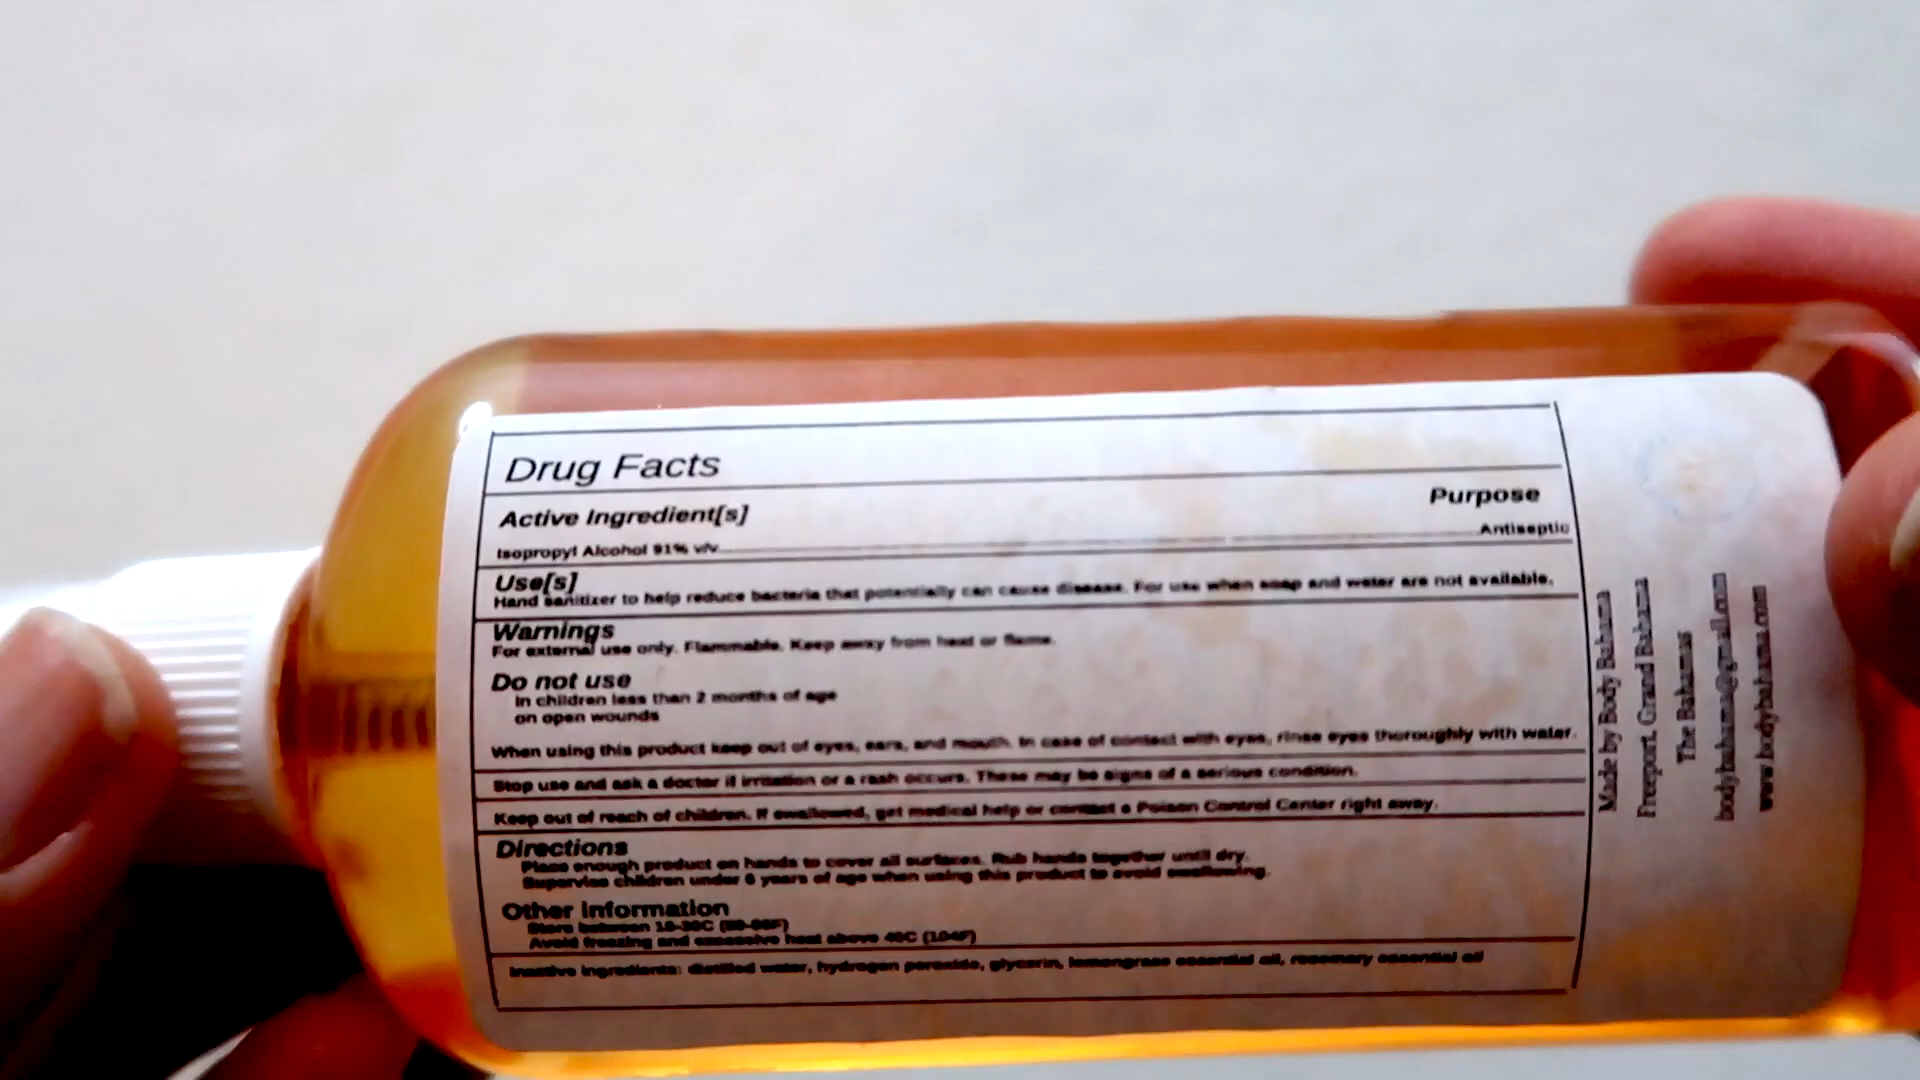 Drug Facts
Active Ingredient[s] Purpose
Isopropyl Alcohol 91% v/v Antiseptic
Use[s]
Hand sanitizer to help reduce bacteria that potentially can cause disease. For use when soap and water are not available.
Warnings
For external use only. Flammable. Keep away from heat or flame.
Do not use
in children less than 2 months of age
on open wounds
When using this product keep out of eyes, ears, and mouth. In case of contact with eyes, rinse eyes thoroughly with water.
Stop use and ask a doctor if irritation or a rash occurs. These may be signs of a serious condition.
Keep out of reach of children. If swallowed, get medical help or contact a Poison Control Center right away.
Directions
Place enough product on hands to cover all surfaces. Rub hands together until dry.
Supervise children under 6 years of age when using this product to avoid swallowing.
Other information
Store between
Avoid freezing and excessive heat above 40C (104F)
Inactive ingredients: distilled water, hydrogen peroxide, glycerin, lemongrass essential oil, rosemary essential oil
Made by Body Bahama
Freeport, Grand Bahama
The Bahamas
bodybahama@gmail.com
www.bodybahama.com